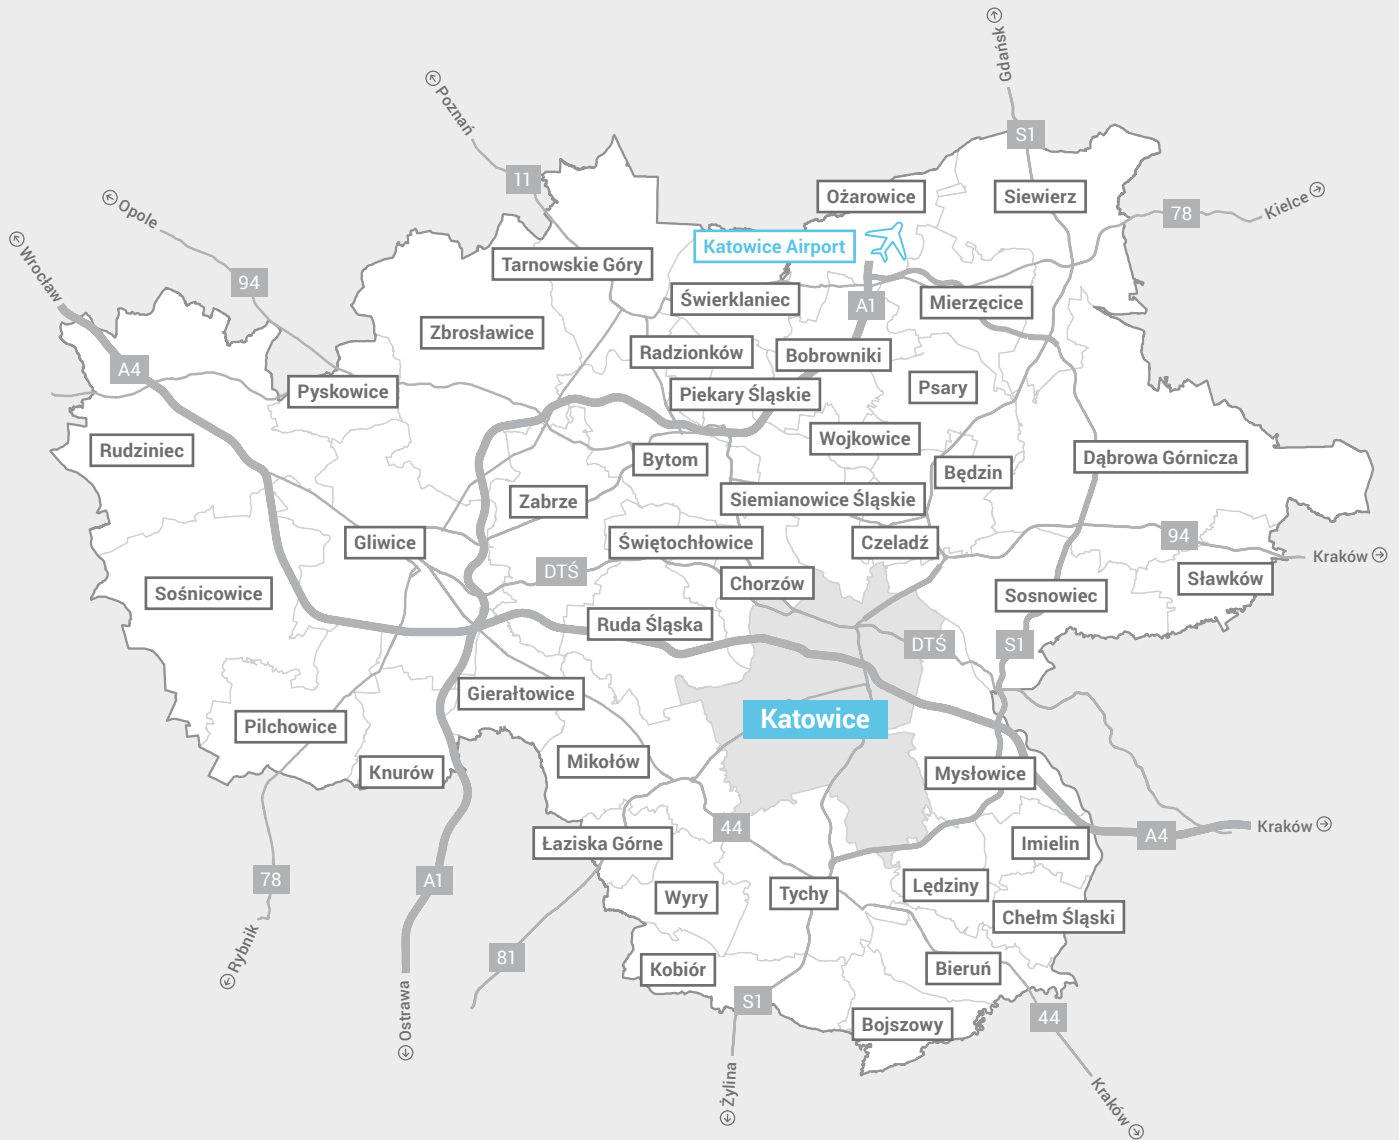 Gdańsk
Poznań
S1
11
Ożarowice
Siewierz
Kielce
78
Opole
Wrocław
Katowice Airport
Tarnowskie Góry
94
Świerklaniec
A1
Mierzęcice
Zbrosławice
Radzionków
Bobrowniki
A4
Pyskowice
Piekary Śląskie
Psary
Rudziniec
Wojkowice
Bytom
Będzin
Dąbrowa Górnicza
Zabrze
Siemianowice Śląskie
Gliwice
Świętochłowice
Czeladź
94
Kraków
DTŚ
Chorzów
Sławków
Sośnicowice
Sosnowiec
Ruda Śląska
DTŚ
S1
Gierałtowice
Katowice
Pilchowice
Mikołów
Knurów
Mysłowice
44
Kraków
A4
Łaziska Górne
Imielin
78
A1
Wyry
Tychy
Lędziny
Chełm Śląski
Rybnik
81
Kobiór
Bieruń
S1
Ostrawa
Bojszowy
44
Żylina
Kraków